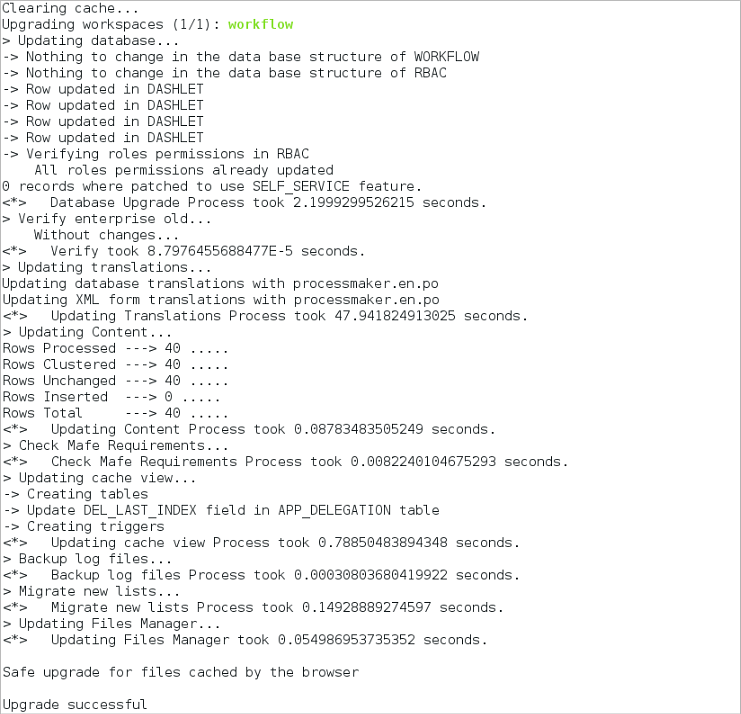 Clearing cache...
Upgrading workspaces (1/1): workflow
> Updating database...
-> Nothing to change in the data base structure of WORKFLOW
-> Nothing to change in the data base structure of RBAC
-> Row updated in DASHLET
-> Row updated in DASHLET
-> Row updated in DASHLET
-> Row updated in DASHLET
-> Verifying roles permissions in RBAC
    All roles permissions already updated
0 records where patched to use SELF_SERVICE feature.
<*>   Database Upgrade Process took 2.1999299526215 seconds.
> Verify enterprise old...
    Without changes...
<*>   Verify took 8.7976455688477E-5 seconds.
> Updating translations...
Updating database translations with processmaker.en.po
Updating XML form translations with processmaker.en.po
<*>   Updating Translations Process took 47.941824913025 seconds.
> Updating Content...
Rows Processed ---> 40 .....
Rows Clustered ---> 40 .....
Rows Unchanged ---> 40 .....
Rows Inserted  ---> 0 .....
Rows Total     ---> 40 .....
<*>   Updating Content Process took 0.08783483505249 seconds.
> Check Mafe Requirements...
<*>   Check Mafe Requirements Process took 0.0082240104675293 seconds.
> Updating cache view...
-> Creating tables
-> Update DEL_LAST_INDEX field in APP_DELEGATION table
-> Creating triggers
<*>   Updating cache view Process took 0.78850483894348 seconds.
> Backup log files...
<*>   Backup log files Process took 0.00030803680419922 seconds.
> Migrate new lists...
<*>   Migrate new lists Process took 0.14928889274597 seconds.
> Updating Files Manager...
<*>   Updating Files Manager took 0.054986953735352 seconds.
Safe upgrade for files cached by the browser
Upgrade successful